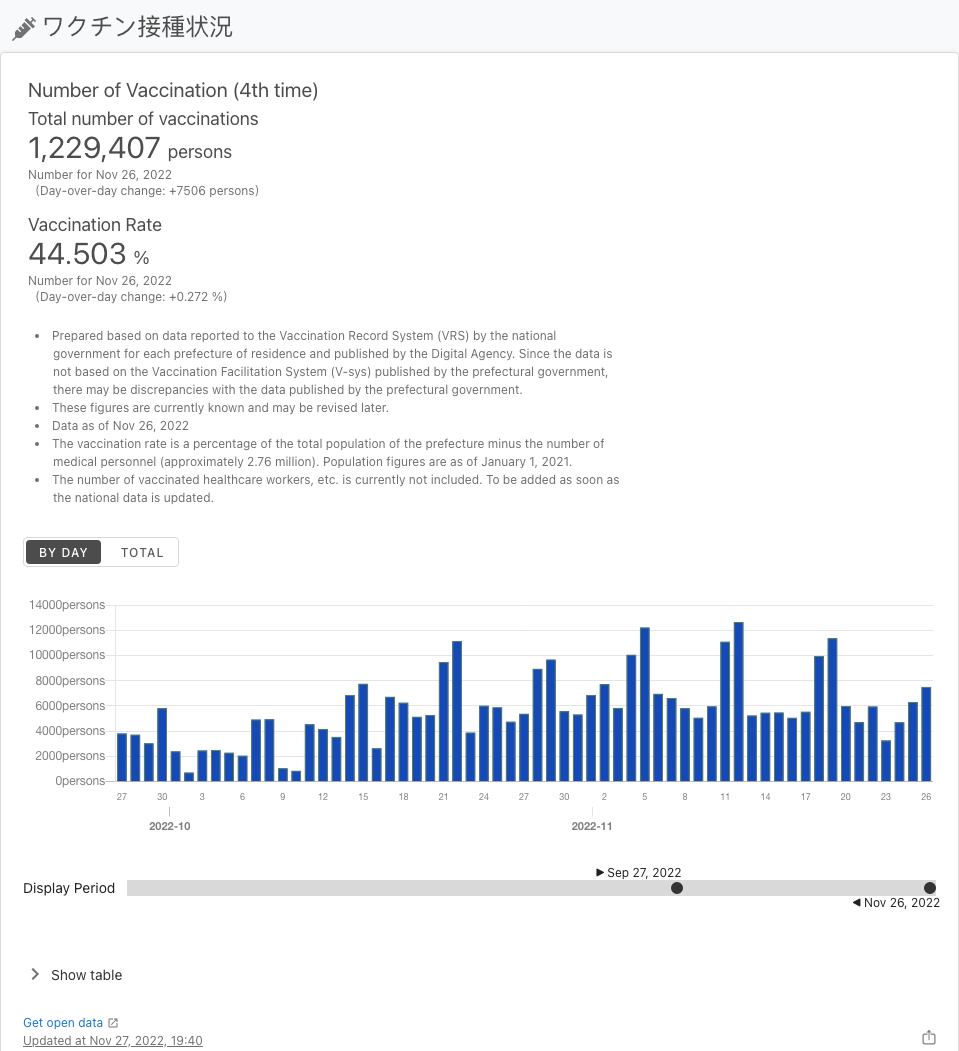 ワクチン接種状況
Number of Vaccination (4th time)
Total number of vaccinations
1,229,407 persons
Number for Nov 26, 2022
(Day-over-day change: +7506 persons)
Vaccination Rate
44.503 %
Number for Nov 26, 2022
(Day-over-day change: +0.272 %)
• Prepared based on data reported to the Vaccination Record System (VRS) by the national
government for each prefecture of residence and published by the Digital Agency. Since the data is
not based on the Vaccination Facilitation System (V-sys) published by the prefectural government,
there may be discrepancies with the data published by the prefectural government.
• These figures are currently known and may be revised later.
• Data as of Nov 26, 2022
• The vaccination rate is a percentage of the total population of the prefecture minus the number of
medical personnel (approximately 2.76 million). Population figures are as of January 1, 2021.
• The number of vaccinated healthcare workers, etc. is currently not included. To be added as soon as
the national data is updated.
BY DAY TOTAL
14000persons
12000persons
10000persons
8000persons
6000persons
4000persons
2000persons
0persons
27 30 3 6 9 12 15 18 21 24 27 30 2 5 8 11 14 17 20 23 26
2022-10 2022-11
Sep 27, 2022
Display Period
Nov 26, 2022
Show table
Get open data
Updated at Nov 27, 2022, 19:40